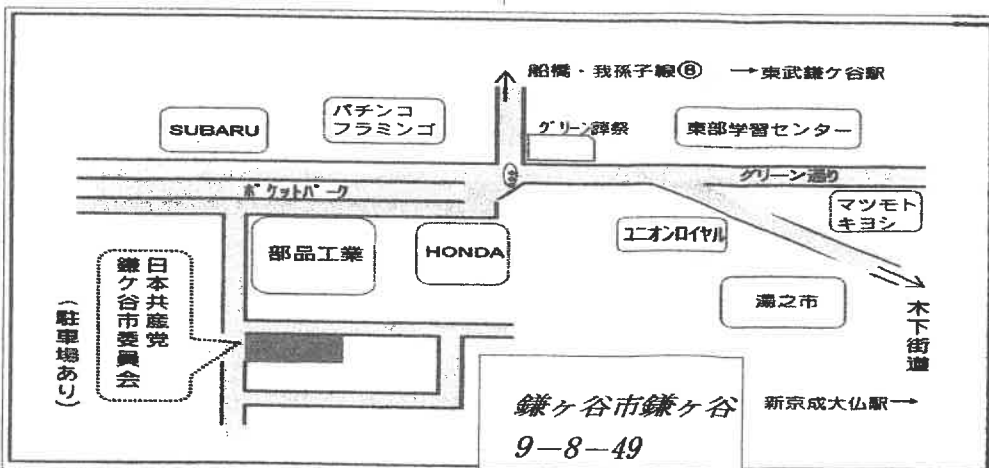 船橋・我孫子線⑧ →東武鎌ケ谷駅
SUBARU
パチンコ
フラミンゴ
グリーン葬祭
東部学習センター
グリーン通り
ポケットパーク
マツモト
キヨシ
部品工業
HONDA
ユニオンロイヤル
湯之市
木下街道
日本共産党
鎌ケ谷市委員会
(駐車場あり)
新京成大仏駅→
鎌ヶ谷市鎌ヶ谷
9－8－49